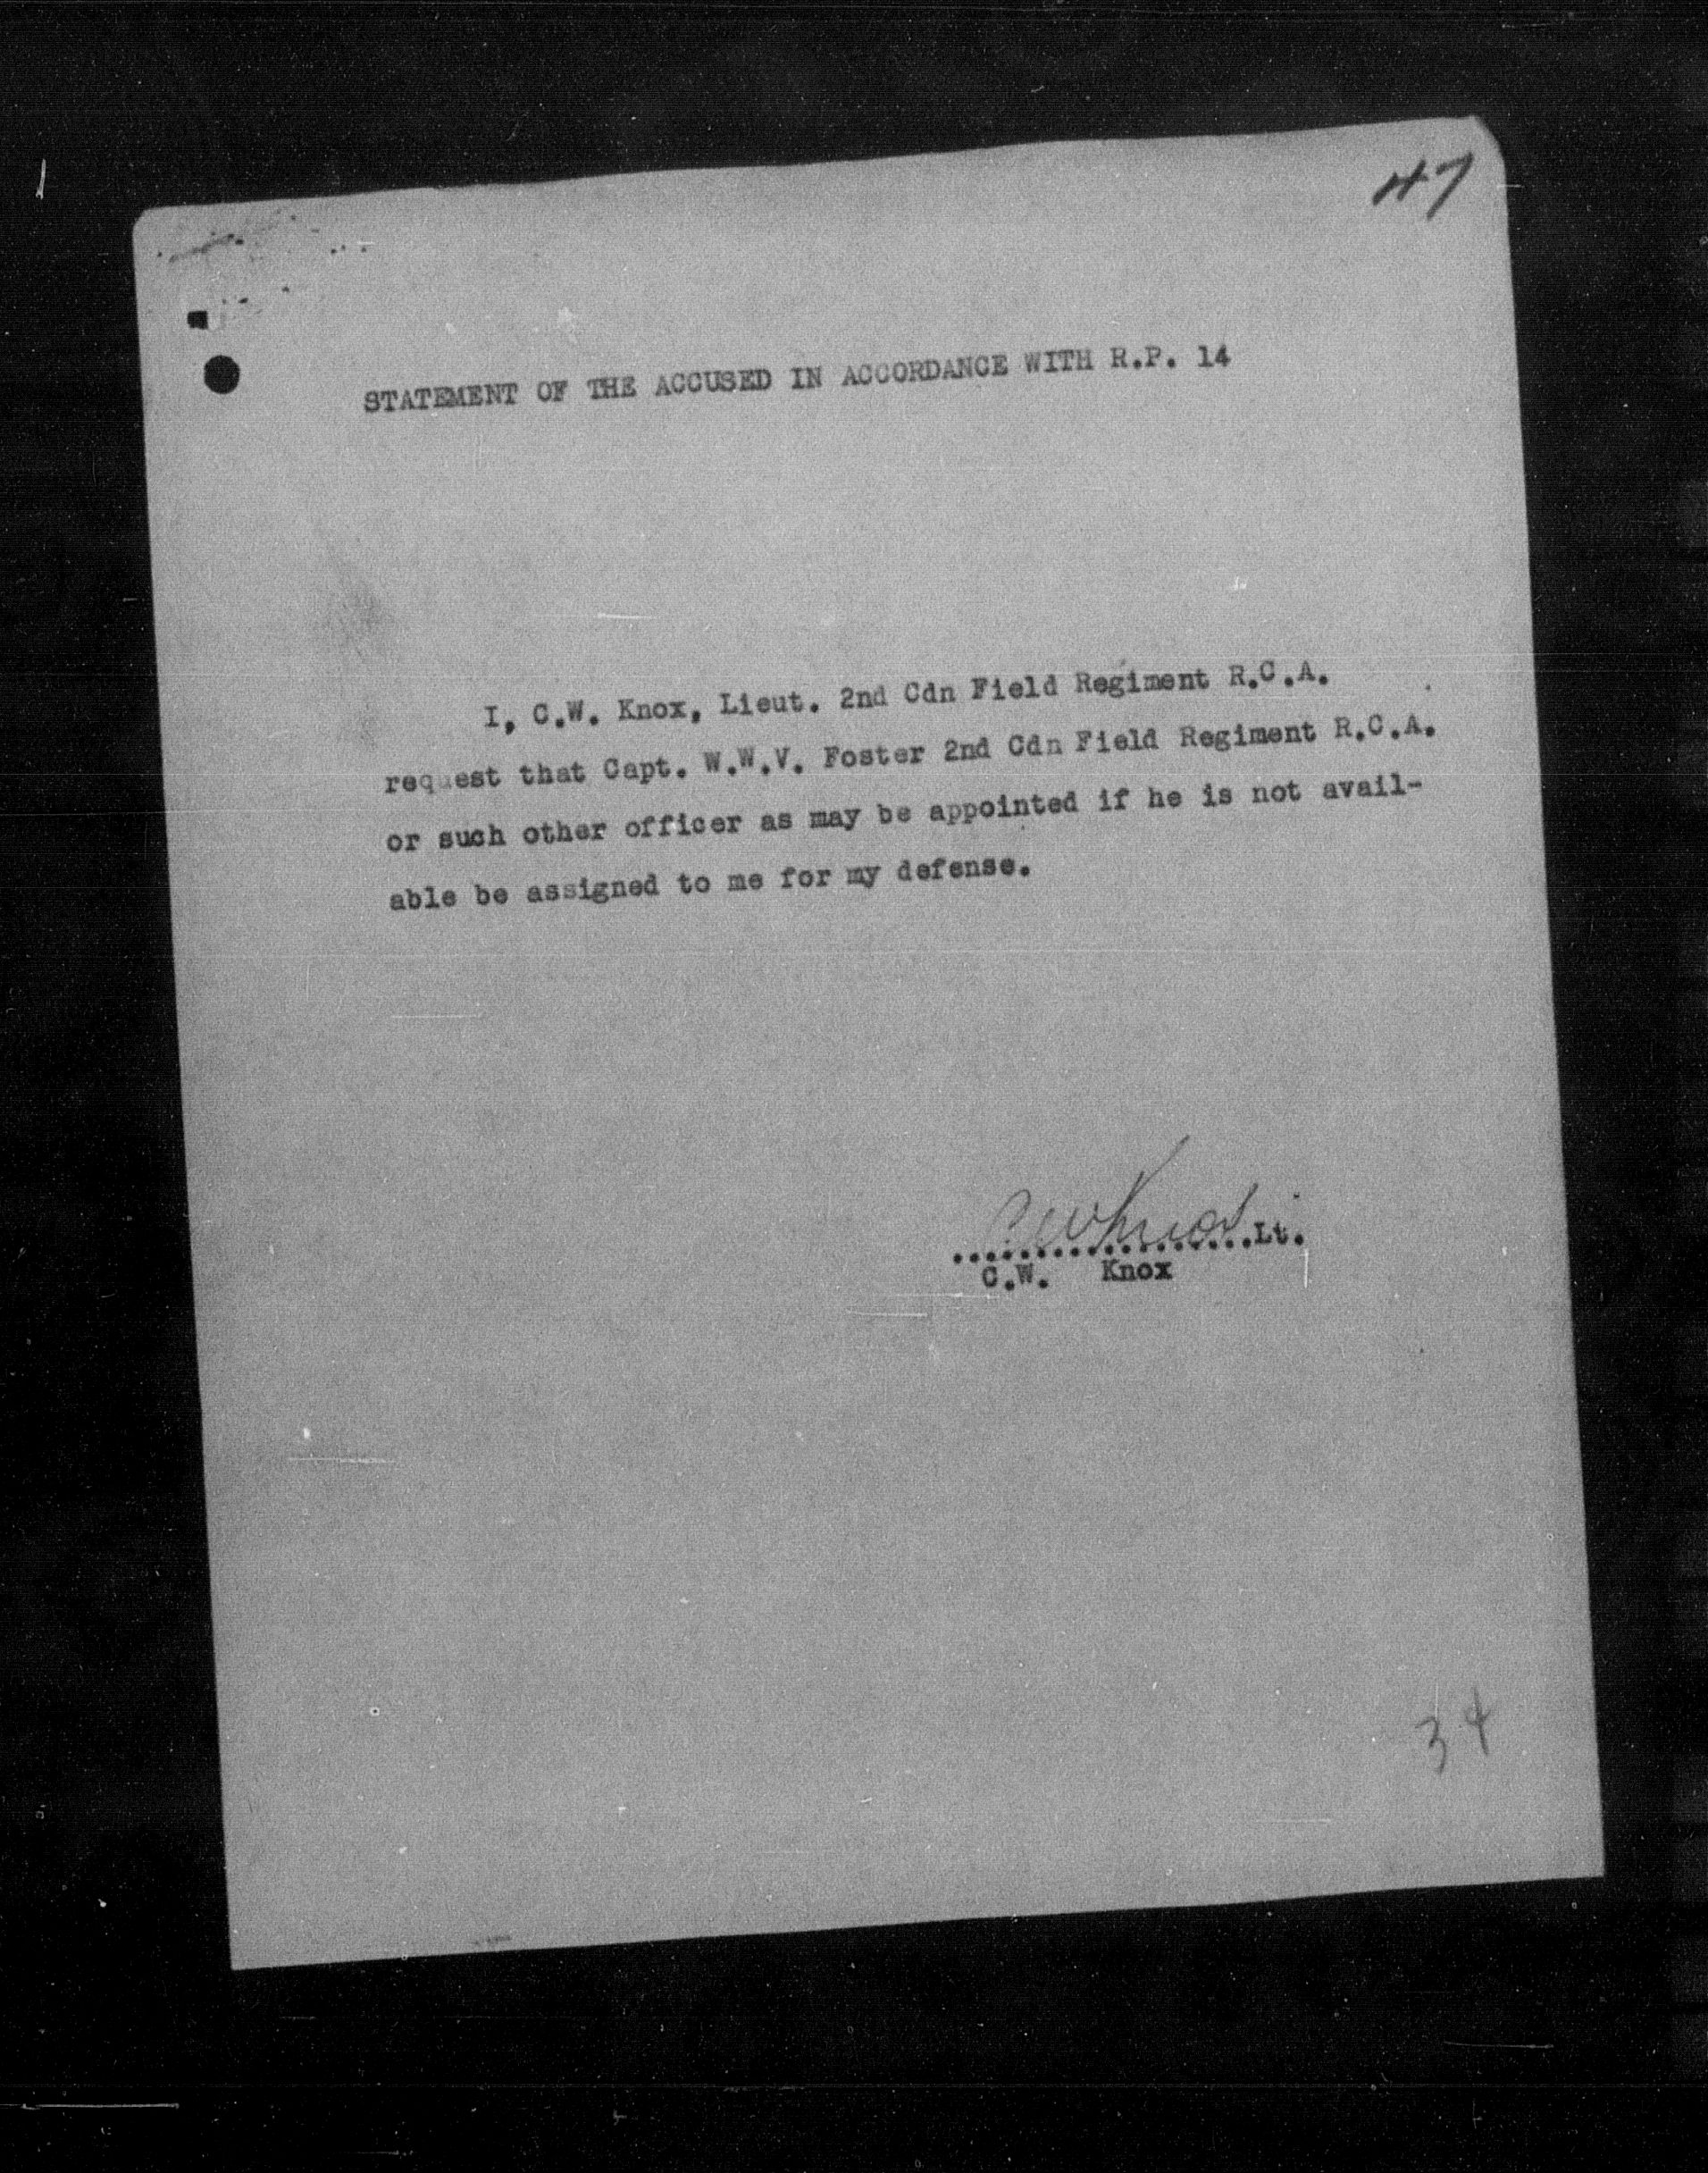 47
STATEMENT OF THE ACCUSED IN ACCORDANCE WITH R.P. 14
I, C.W. Knox, Lieut. 2nd Cdn Field Regiment R.C.A.
request that Capt. W.W.V. Foster 2nd Cdn Field Regiment R.C.A.
or such other officer as may be appointed if he is not avail-
able be assigned to me for my defense.
CWKnox
..................Lt.
C.W. Knox
34